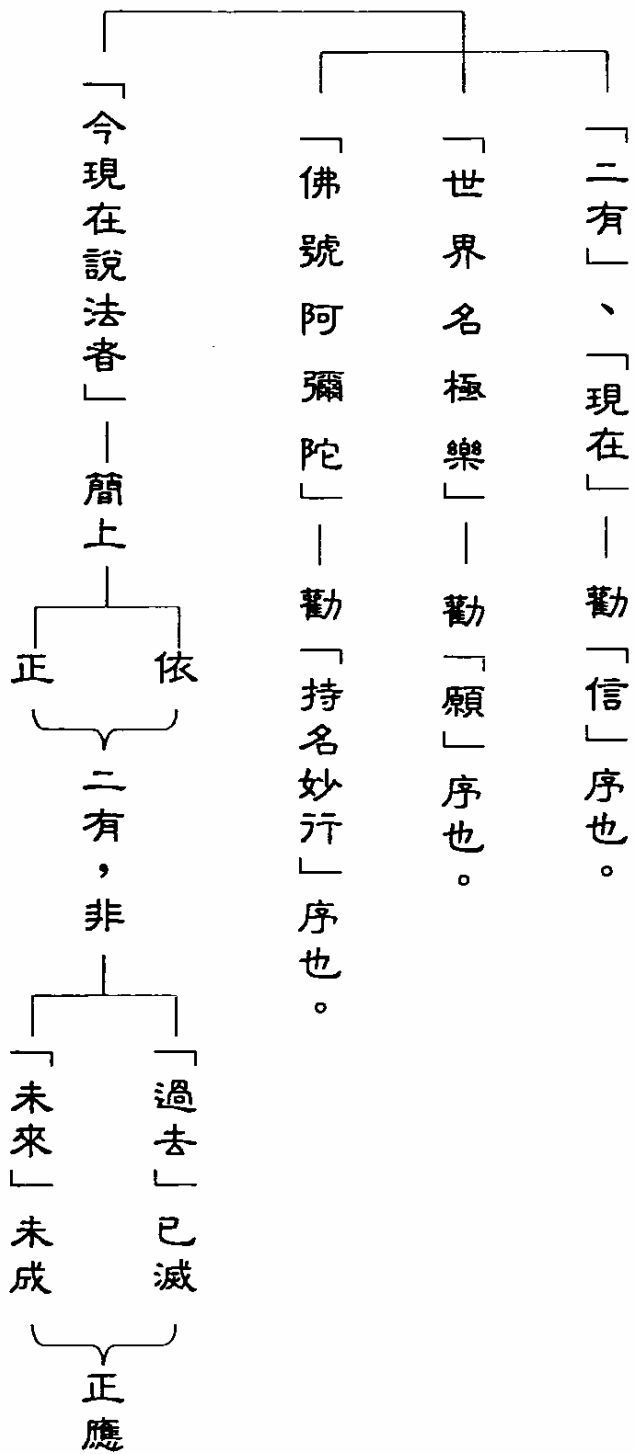 「二有」、「現在」—勸「信」序也。
「世界名極樂」—勸「願」序也。
「佛號阿彌陀」—勸「持名妙行」序也。
「今現在說法者」—簡上
依
正
二有，非
「過去」已滅
「未來」未成
正應